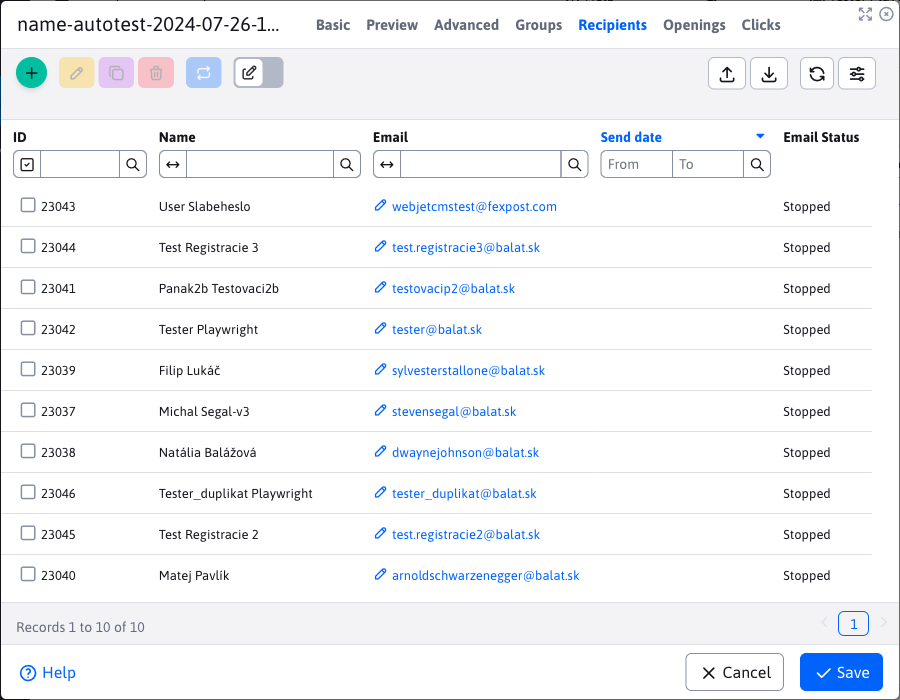 name-autotest-2024-07-26-1...
Basic Preview Advanced Groups Recipients Openings Clicks
ID Name Email Send date Email Status
From To
23043 User Slabeheslo webjetcmstest@fexpost.com Stopped
23044 Test Registracie 3 test.registracie3@balat.sk Stopped
23041 Panak2b Testovaci2b testovacip2@balat.sk Stopped
23042 Tester Playwright tester@balat.sk Stopped
23039 Filip Lukáč sylvesterstallone@balat.sk Stopped
23037 Michal Segal-v3 stevensegal@balat.sk Stopped
23038 Natália Balážová dwaynejohnson@balat.sk Stopped
23046 Tester_duplikat Playwright tester_duplikat@balat.sk Stopped
23045 Test Registracie 2 test.registracie2@balat.sk Stopped
23040 Matej Pavlík arnoldschwarzenegger@balat.sk Stopped
Records 1 to 10 of 10
1
Help Cancel Save